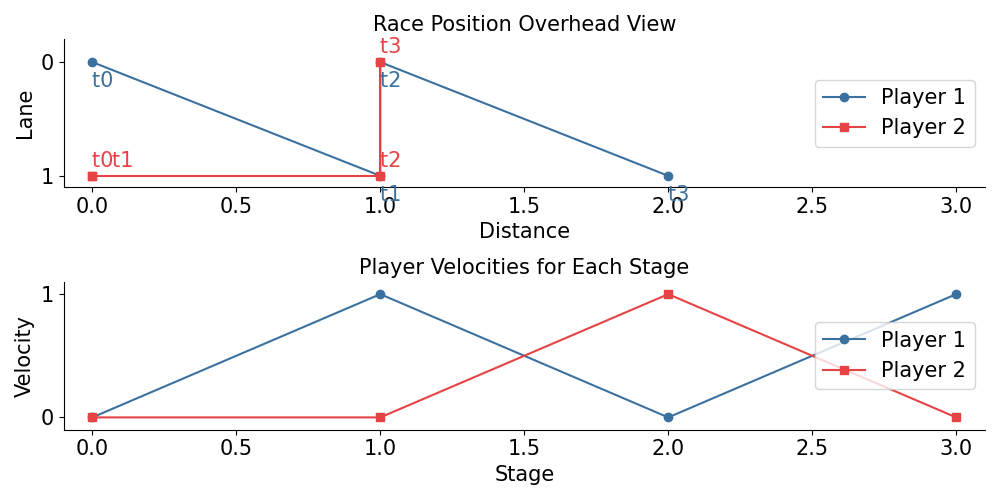 Race Position Overhead View
0
1
Lane
t0
t0t1
t3
t2
t2
t1
t3
Player 1
Player 2
0.0 0.5 1.0 1.5 2.0 2.5 3.0
Distance
Player Velocities for Each Stage
1
0
Velocity
Player 1
Player 2
0.0 0.5 1.0 1.5 2.0 2.5 3.0
Stage